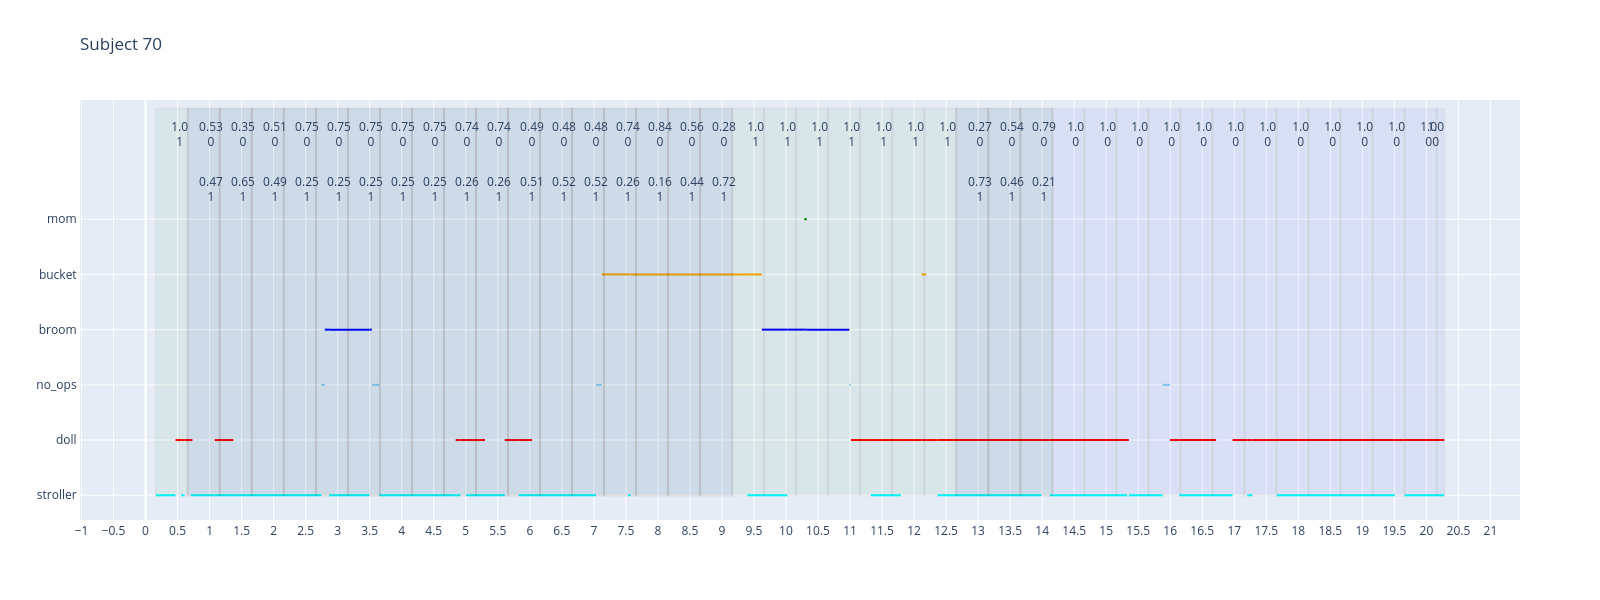 Subject 70
1.0 0.53 0.35 0.51 0.75 0.75 0.75 0.75 0.75 0.74 0.74 0.49 0.48 0.48 0.74 0.84 0.56 0.28 1.0 1.0 1.0 1.0 1.0 1.0 1.0 0.27 0.54 0.79 1.0 1.0 1.0 1.0 1.0 1.0 1.0 1.0 1.0 1.0 1.0 1.0 1.0
1 0 0 0 0 0 0 0 0 0 0 0 0 0 0 0 0 0 1 1 1 1 1 1 1 0 0 0 0 0 0 0 0 0 0 0 0 0 0 0 0
0.47 0.65 0.49 0.25 0.25 0.25 0.25 0.25 0.26 0.26 0.51 0.52 0.52 0.26 0.16 0.44 0.72 0.73 0.46 0.21
1 1 1 1 1 1 1 1 1 1 1 1 1 1 1 1 1 1 1 1
mom
bucket
broom
no_ops
doll
stroller
−1 −0.5 0 0.5 1 1.5 2 2.5 3 3.5 4 4.5 5 5.5 6 6.5 7 7.5 8 8.5 9 9.5 10 10.5 11 11.5 12 12.5 13 13.5 14 14.5 15 15.5 16 16.5 17 17.5 18 18.5 19 19.5 20 20.5 21